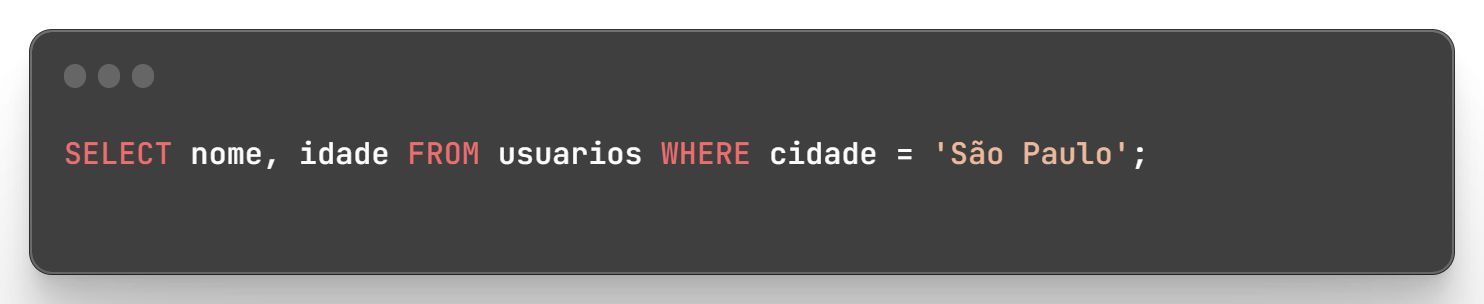 SELECT nome, idade FROM usuarios WHERE cidade = 'São Paulo';